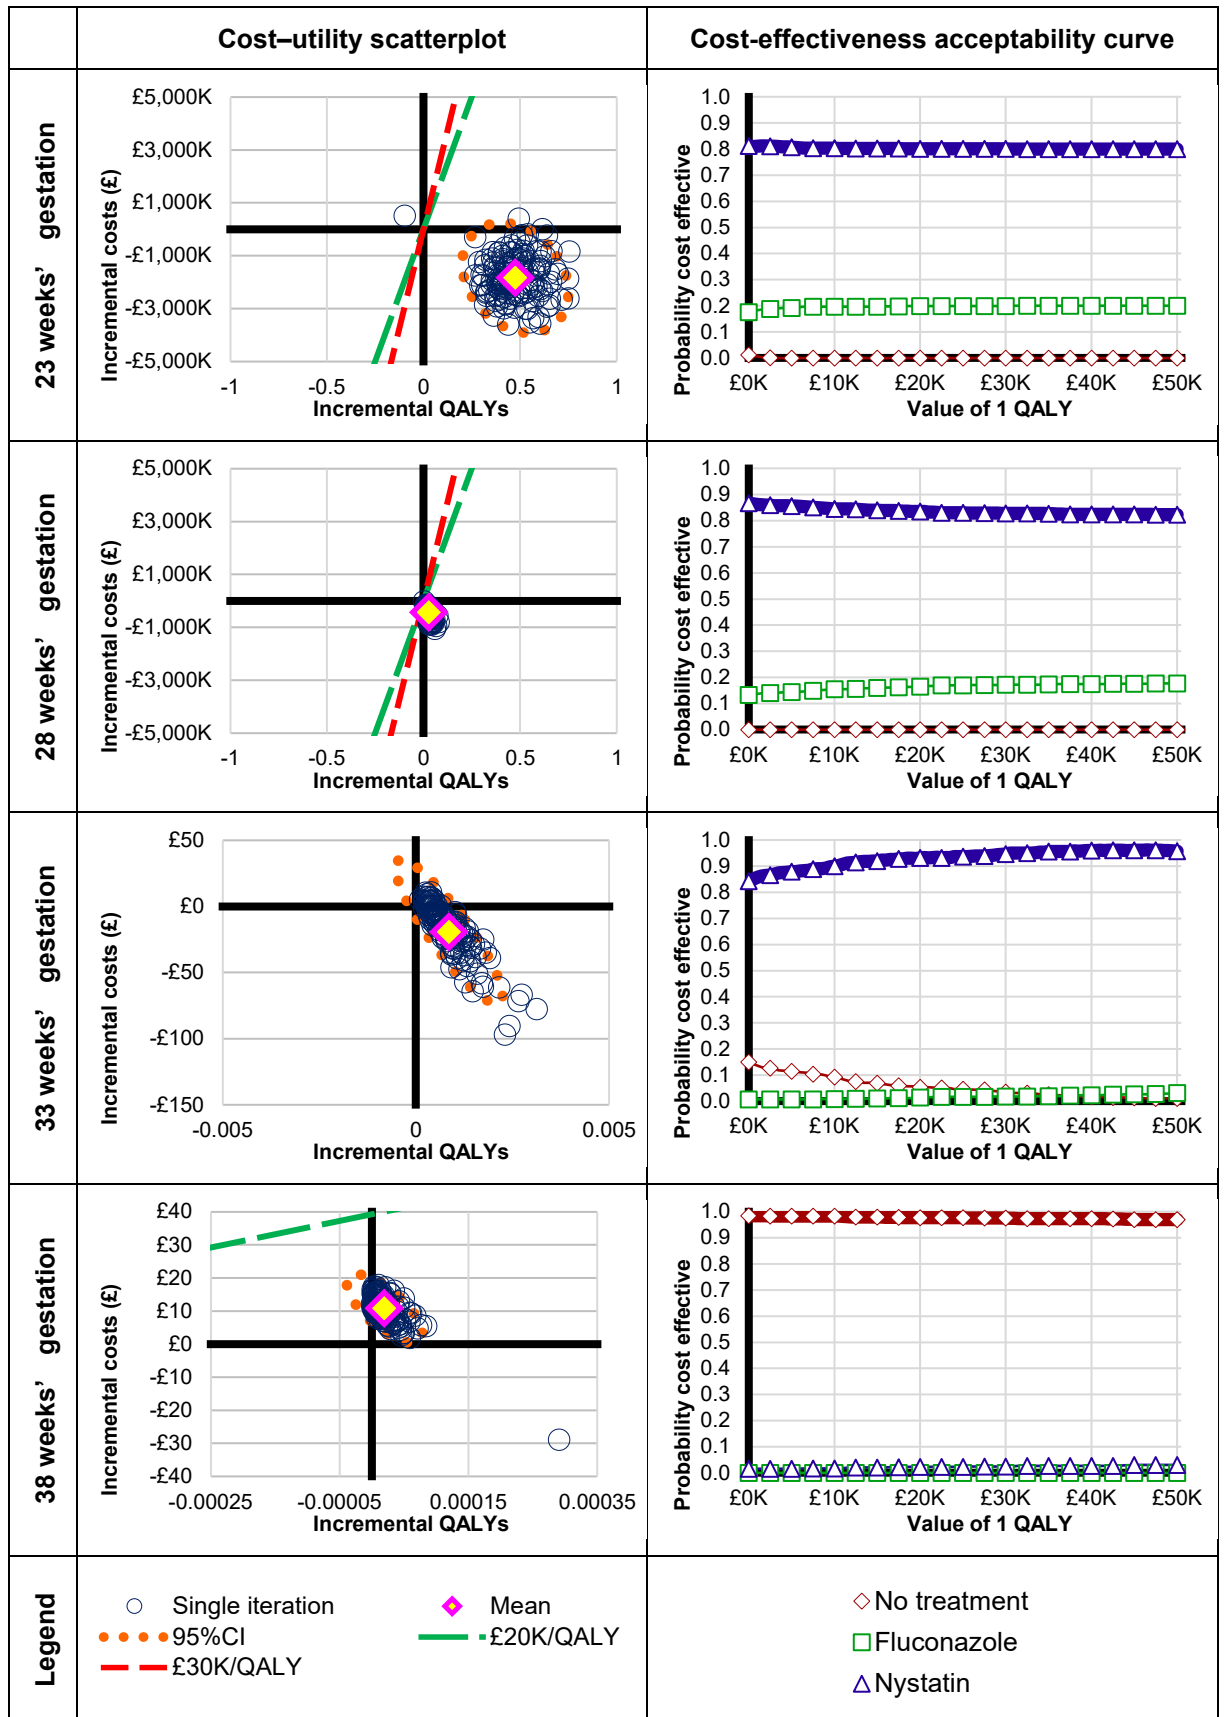 Cost–utility scatterplot
Cost-effectiveness acceptability curve
23 weeks’ gestation
Incremental costs (£)
£5,000K
£3,000K
£1,000K
-£1,000K
-£3,000K
-£5,000K
-1 -0.5 0 0.5 1
Incremental QALYs
Probability cost effective
1.0
0.9
0.8
0.7
0.6
0.5
0.4
0.3
0.2
0.1
0.0
£0K £10K £20K £30K £40K £50K
Value of 1 QALY
28 weeks’ gestation
Incremental costs (£)
£5,000K
£3,000K
£1,000K
-£1,000K
-£3,000K
-£5,000K
-1 -0.5 0 0.5 1
Incremental QALYs
Probability cost effective
1.0
0.9
0.8
0.7
0.6
0.5
0.4
0.3
0.2
0.1
0.0
£0K £10K £20K £30K £40K £50K
Value of 1 QALY
33 weeks’ gestation
Incremental costs (£)
£50
£0
-£50
-£100
-£150
-0.005 0 0.005
Incremental QALYs
Probability cost effective
1.0
0.9
0.8
0.7
0.6
0.5
0.4
0.3
0.2
0.1
0.0
£0K £10K £20K £30K £40K £50K
Value of 1 QALY
38 weeks’ gestation
Incremental costs (£)
£40
£30
£20
£10
£0
-£10
-£20
-£30
-£40
-0.00025 -0.00005 0.00015 0.00035
Incremental QALYs
Probability cost effective
1.0
0.9
0.8
0.7
0.6
0.5
0.4
0.3
0.2
0.1
0.0
£0K £10K £20K £30K £40K £50K
Value of 1 QALY
Legend
Single iteration
Mean
95%CI
£20K/QALY
£30K/QALY
No treatment
Fluconazole
Nystatin